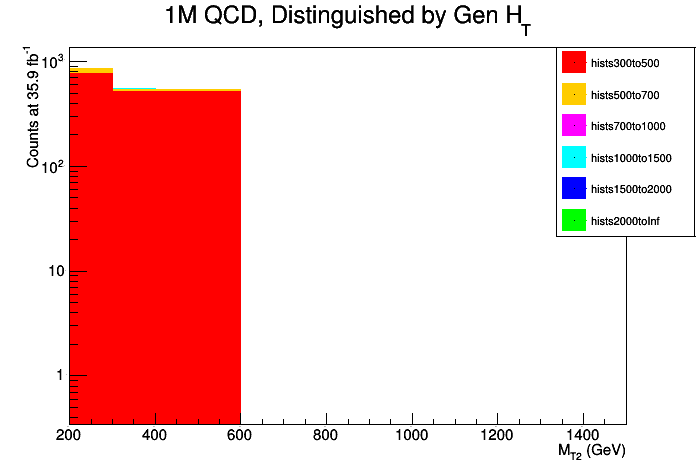 1M QCD, Distinguished by Gen H_T
Counts at 35.9 fb^-1
10^3
10^2
10
1
hists300to500
hists500to700
hists700to1000
hists1000to1500
hists1500to2000
hists2000toInf
200 400 600 800 1000 1200 1400
M_T2 (GeV)